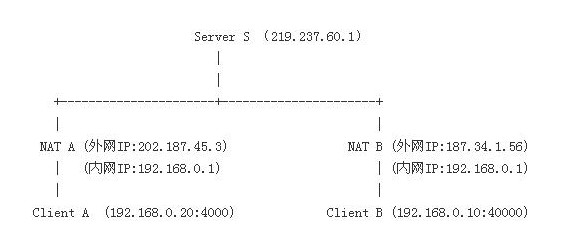 Server S （219.237.60.1）
NAT A (外网IP:202.187.45.3) NAT B (外网IP:187.34.1.56)
(内网IP:192.168.0.1) (内网IP:192.168.0.1)
Client A （192.168.0.20:4000) Client B (192.168.0.10:40000)